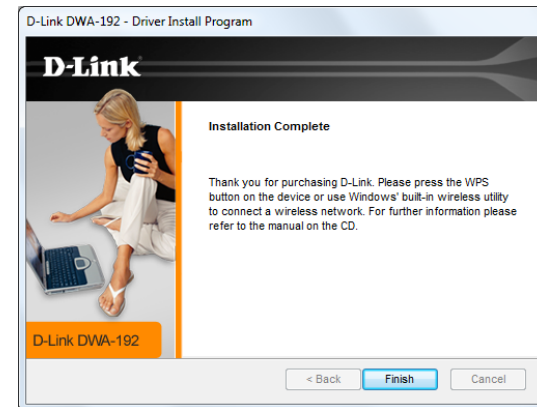 D-Link DWA-192 - Driver Install Program
D-Link
Installation Complete
Thank you for purchasing D-Link. Please press the WPS
button on the device or use Windows' built-in wireless utility
to connect a wireless network. For further information please
refer to the manual on the CD.
D-Link DWA-192
< Back Finish Cancel